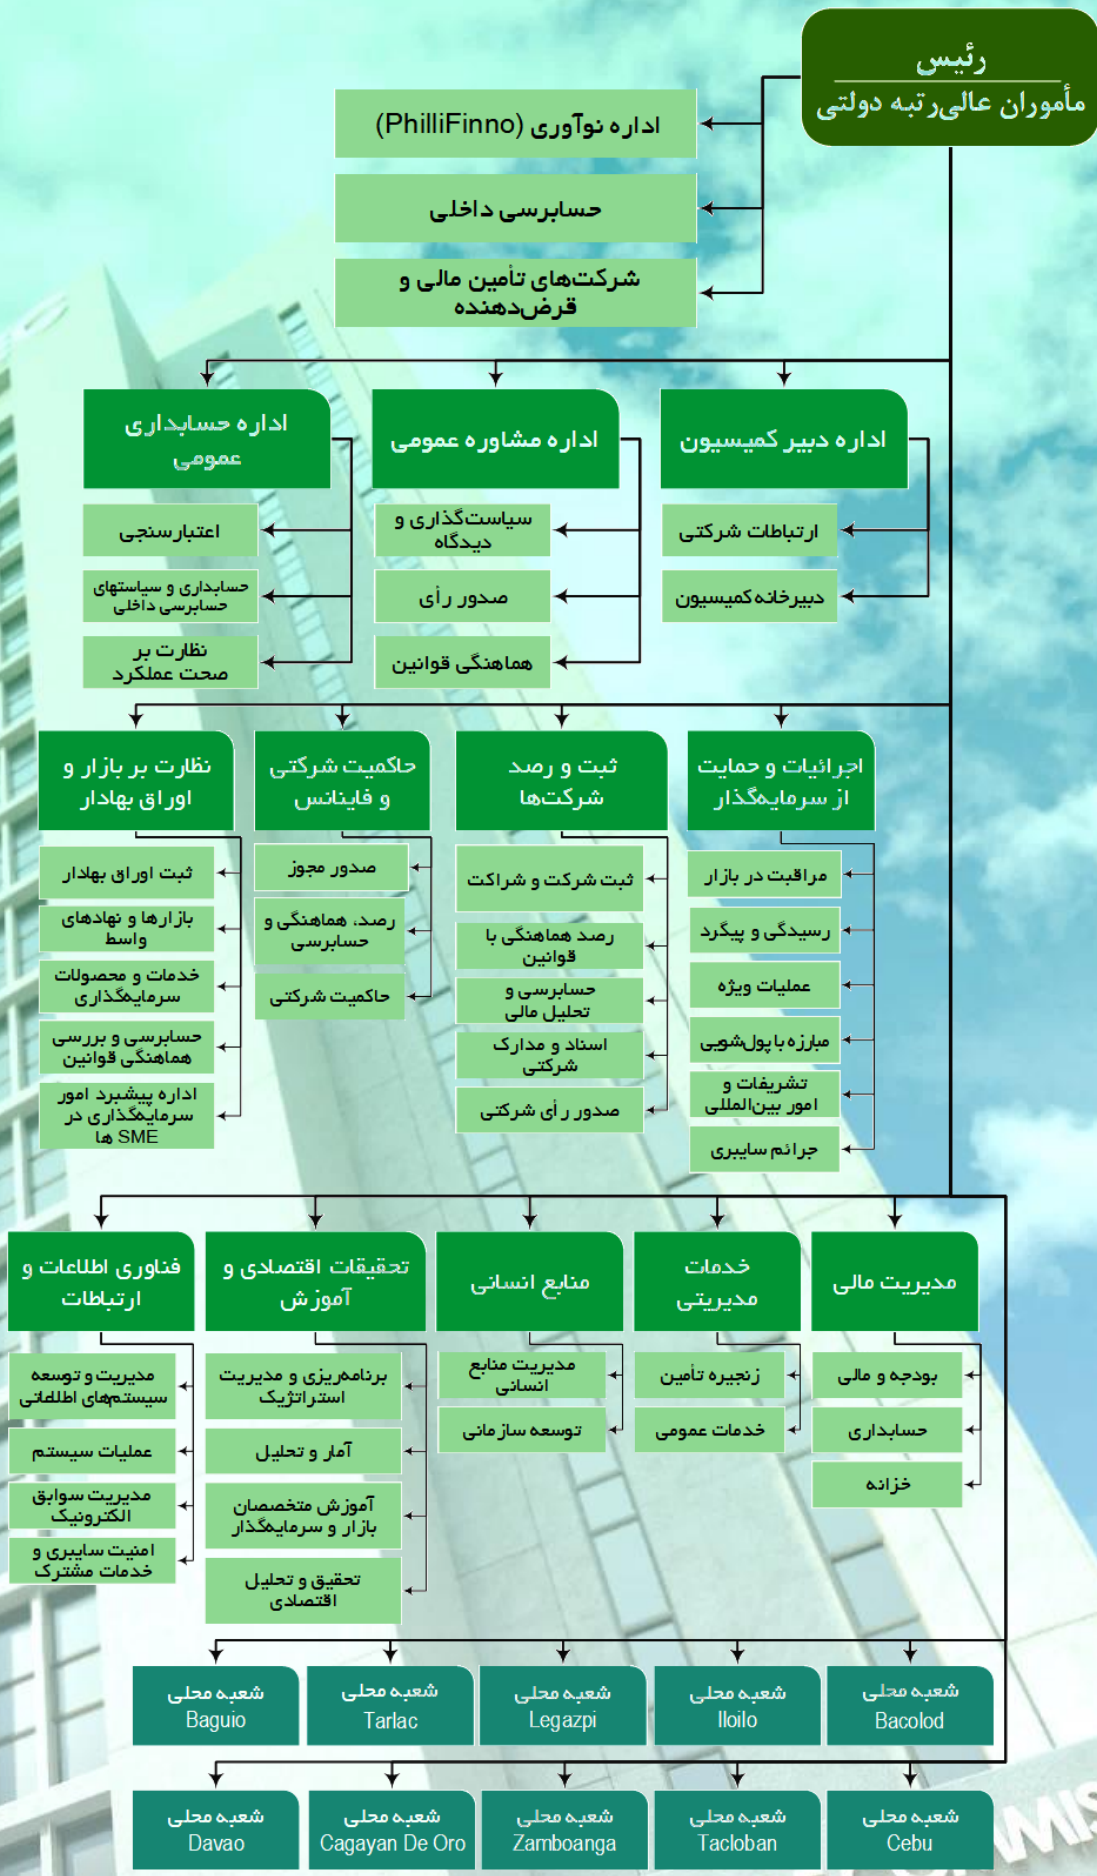 رئیس
مأموران عالی‌رتبه دولتی
اداره نوآوری (PhilliFinno)
حسابرسی داخلی
شرکت‌های تأمین مالی و
قرض‌دهنده
اداره دبیر کمیسیون
ارتباطات شرکتی
دبیرخانه کمیسیون
اداره مشاوره عمومی
سیاست‌گذاری و
دیدگاه
صدور رأی
هماهنگی قوانین
اداره حسابداری
عمومی
اعتبارسنجی
حسابداری و سیاستهای
حسابرسی داخلی
نظارت بر
صحت عملکرد
اجرائیات و حمایت
از سرمایه‌گذار
مراقبت در بازار
رسیدگی و پیگرد
عملیات ویژه
مبارزه با پول‌شویی
تشریفات و
امور بین‌المللی
جرائم سایبری
ثبت و رصد
شرکت‌ها
ثبت شرکت و شراکت
رصد هماهنگی با
قوانین
حسابرسی و
تحلیل مالی
اسناد و مدارک
شرکتی
صدور رأی شرکتی
حاکمیت شرکتی
و فاینانس
صدور مجوز
رصد، هماهنگی و
حسابرسی
حاکمیت شرکتی
نظارت بر بازار و
اوراق بهادار
ثبت اوراق بهادار
بازارها و نهادهای
واسط
خدمات و محصولات
سرمایه‌گذاری
حسابرسی و بررسی
هماهنگی قوانین
اداره پیشبرد امور
سرمایه‌گذاری در
SME ها
مدیریت مالی
بودجه و مالی
حسابداری
خزانه
خدمات
مدیریتی
زنجیره تأمین
خدمات عمومی
منابع انسانی
مدیریت منابع
انسانی
توسعه سازمانی
تحقیقات اقتصادی و
آموزش
برنامه‌ریزی و مدیریت
استراتژیک
آمار و تحلیل
آموزش متخصصان
بازار و سرمایه‌گذار
تحقیق و تحلیل
اقتصادی
فناوری اطلاعات و
ارتباطات
مدیریت و توسعه
سیستم‌های اطلاعاتی
عملیات سیستم
مدیریت سوابق
الکترونیک
امنیت سایبری و
خدمات مشترک
شعبه محلی
Bacolod
شعبه محلی
Iloilo
شعبه محلی
Legazpi
شعبه محلی
Tarlac
شعبه محلی
Baguio
شعبه محلی
Cebu
شعبه محلی
Tacloban
شعبه محلی
Zamboanga
شعبه محلی
Cagayan De Oro
شعبه محلی
Davao